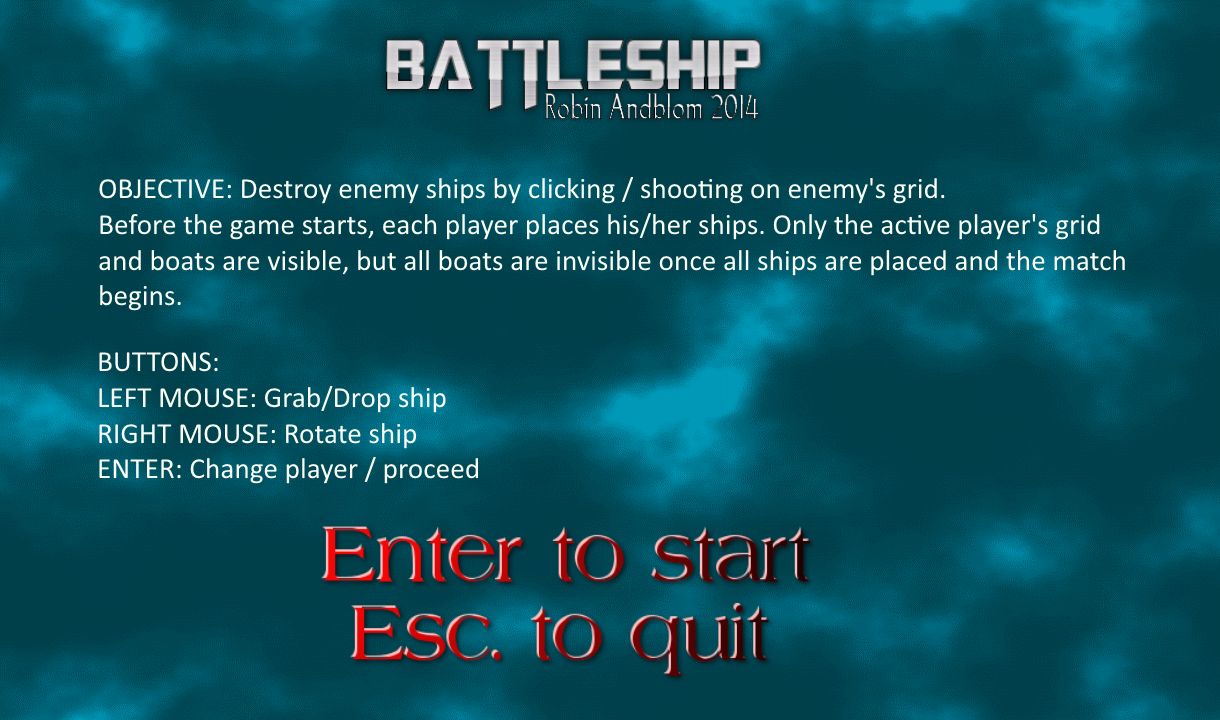 BATTLESHIP
Robin Andblom 2014
OBJECTIVE: Destroy enemy ships by clicking / shooting on enemy's grid.
Before the game starts, each player places his/her ships. Only the active player's grid
and boats are visible, but all boats are invisible once all ships are placed and the match
begins.
BUTTONS:
LEFT MOUSE: Grab/Drop ship
RIGHT MOUSE: Rotate ship
ENTER: Change player / proceed
Enter to start
Esc. to quit